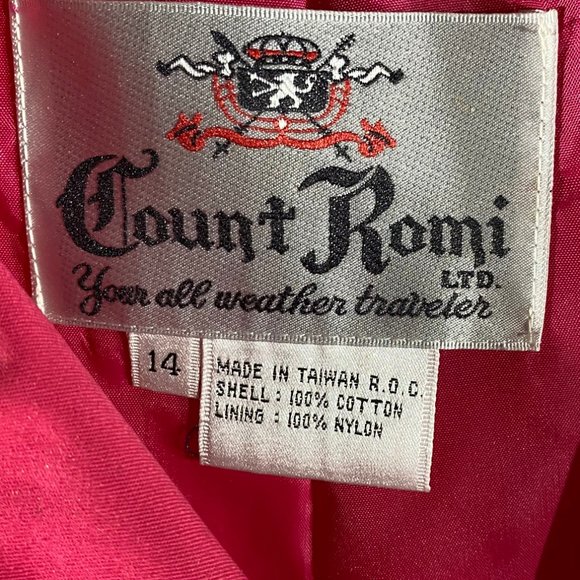 Count Romi
LTD.
Your all weather traveler
14
MADE IN TAIWAN R.O.C.
SHELL : 100% COTTON
LINING : 100% NYLON